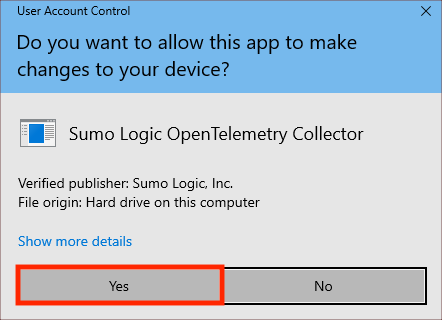 User Account Control
Do you want to allow this app to make
changes to your device?
Sumo Logic OpenTelemetry Collector
Verified publisher: Sumo Logic, Inc.
File origin: Hard drive on this computer
Show more details
Yes
No